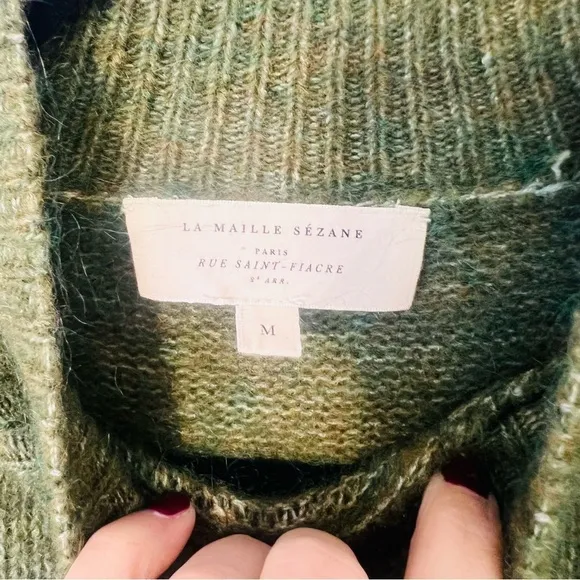 LA MAILLE SÉZANE
PARIS
RUE SAINT-FIACRE
2e ARR.
M